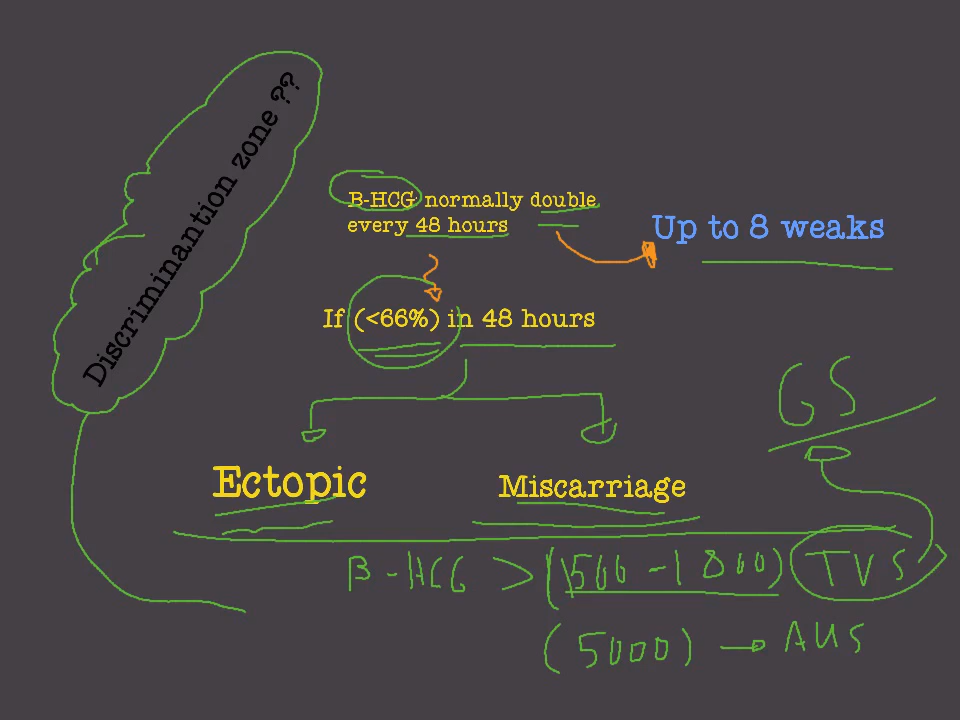 Discriminantion zone ??
B-HCG normally double
every 48 hours
Up to 8 weaks
If (<66%) in 48 hours
GS
Ectopic
Miscarriage
B-HCG > (1500-1800) TVS
(5000) → AUS